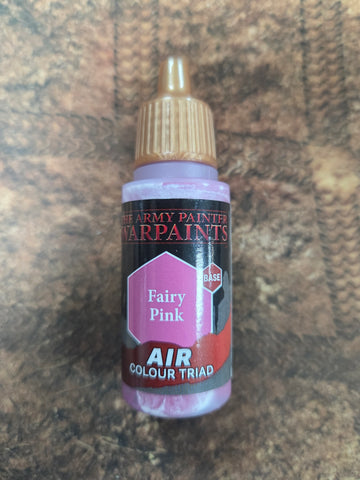 THE ARMY PAINTER
WARPAINTS
BASE
Fairy
Pink
AIR
COLOUR TRIAD